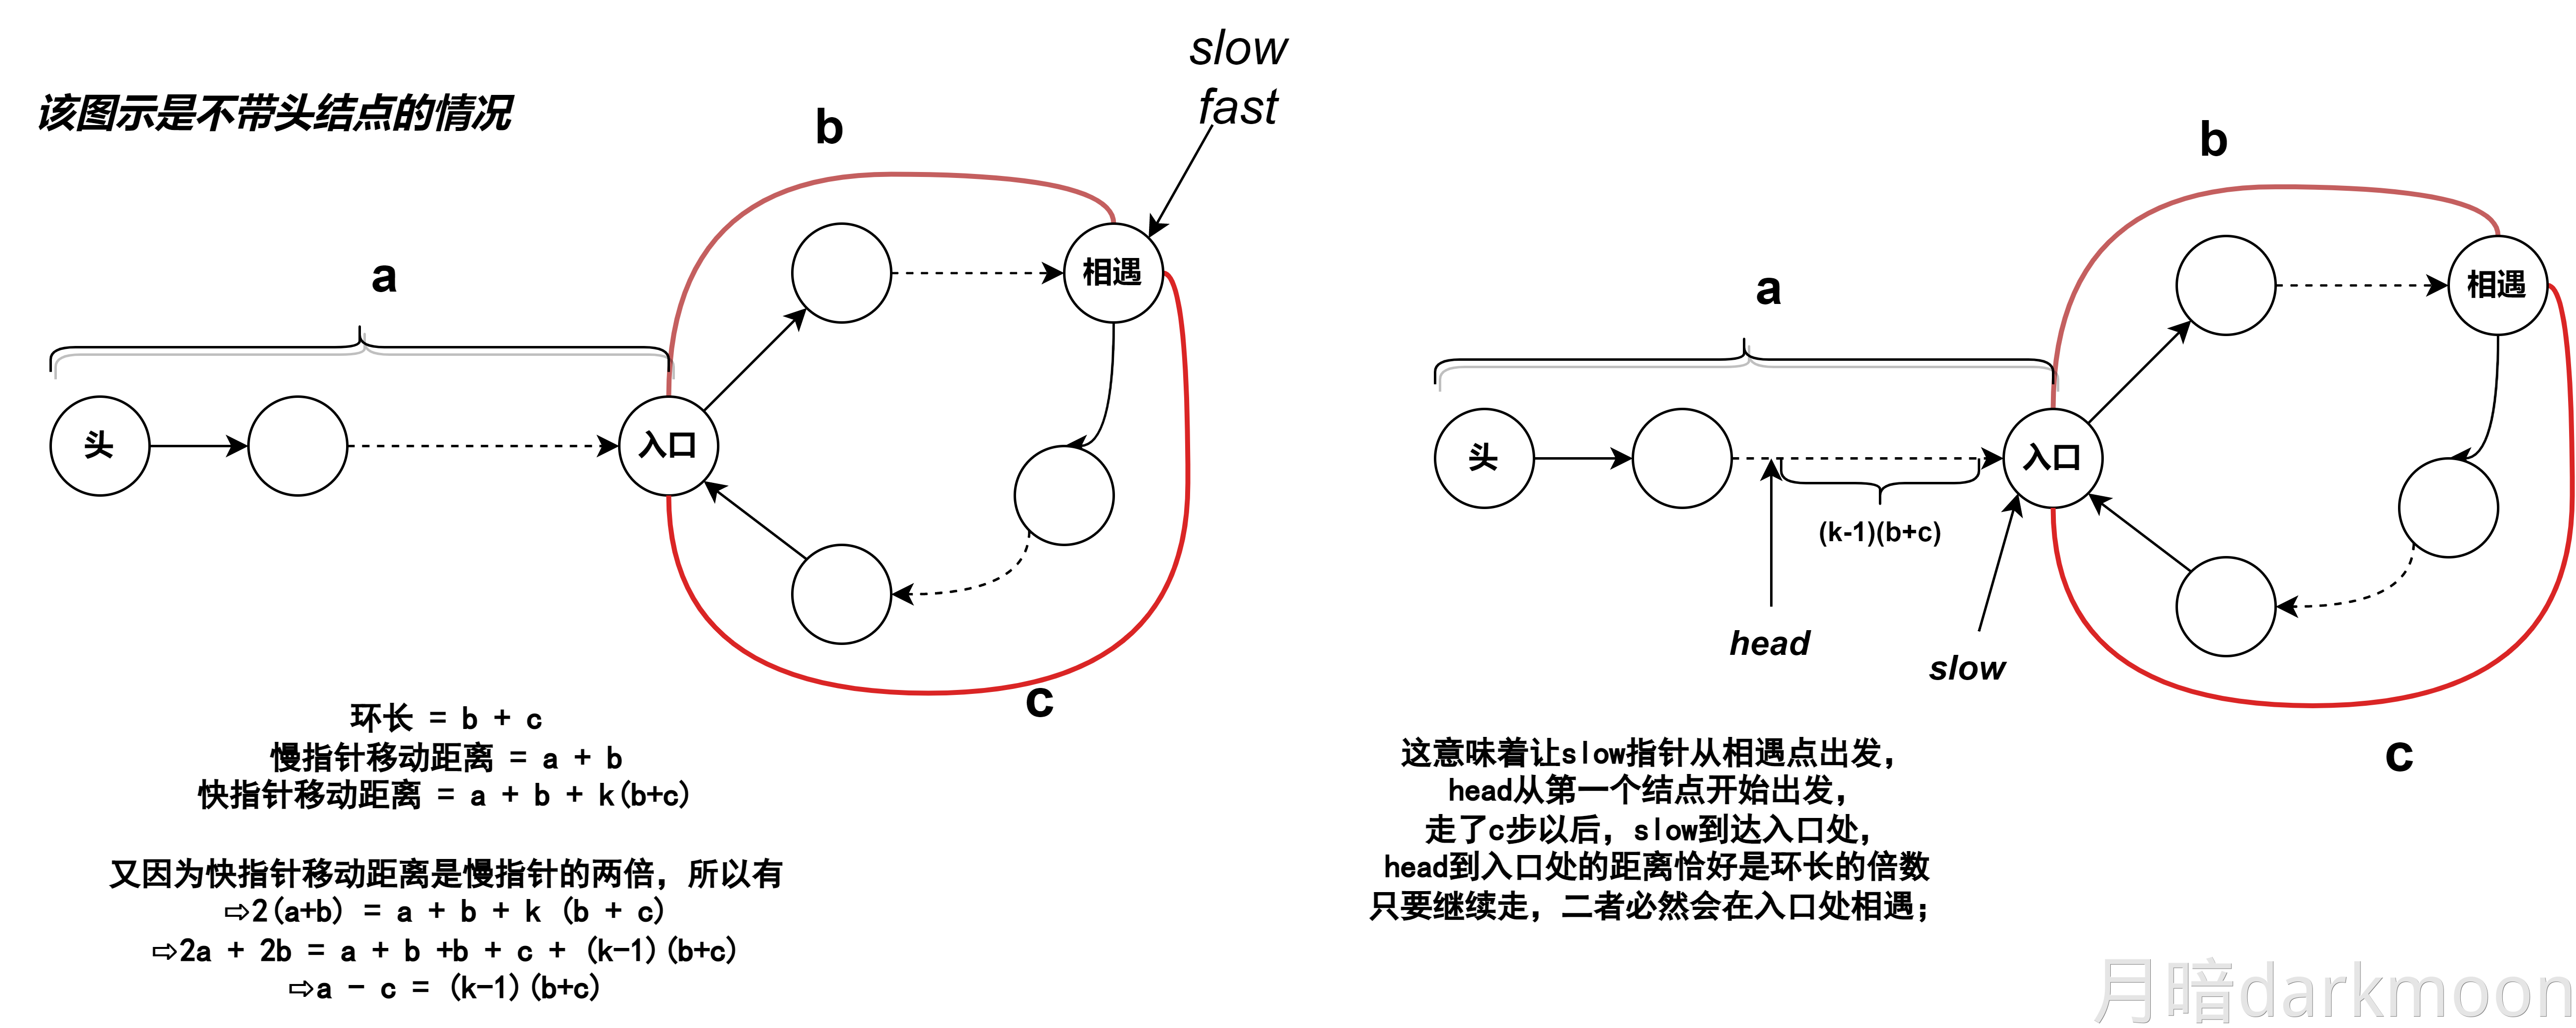 该图示是不带头结点的情况
slow
fast
b
a
相遇
头
入口
c
环长 = b + c
慢指针移动距离 = a + b
快指针移动距离 = a + b + k(b+c)
又因为快指针移动距离是慢指针的两倍，所以有
⇨2(a+b) = a + b + k (b + c)
⇨2a + 2b = a + b +b + c + (k-1)(b+c)
⇨a - c = (k-1)(b+c)
b
a
相遇
头
入口
(k-1)(b+c)
head
slow
c
这意味着让slow指针从相遇点出发，
head从第一个结点开始出发，
走了c步以后，slow到达入口处，
head到入口处的距离恰好是环长的倍数
只要继续走，二者必然会在入口处相遇；
月暗darkmoon